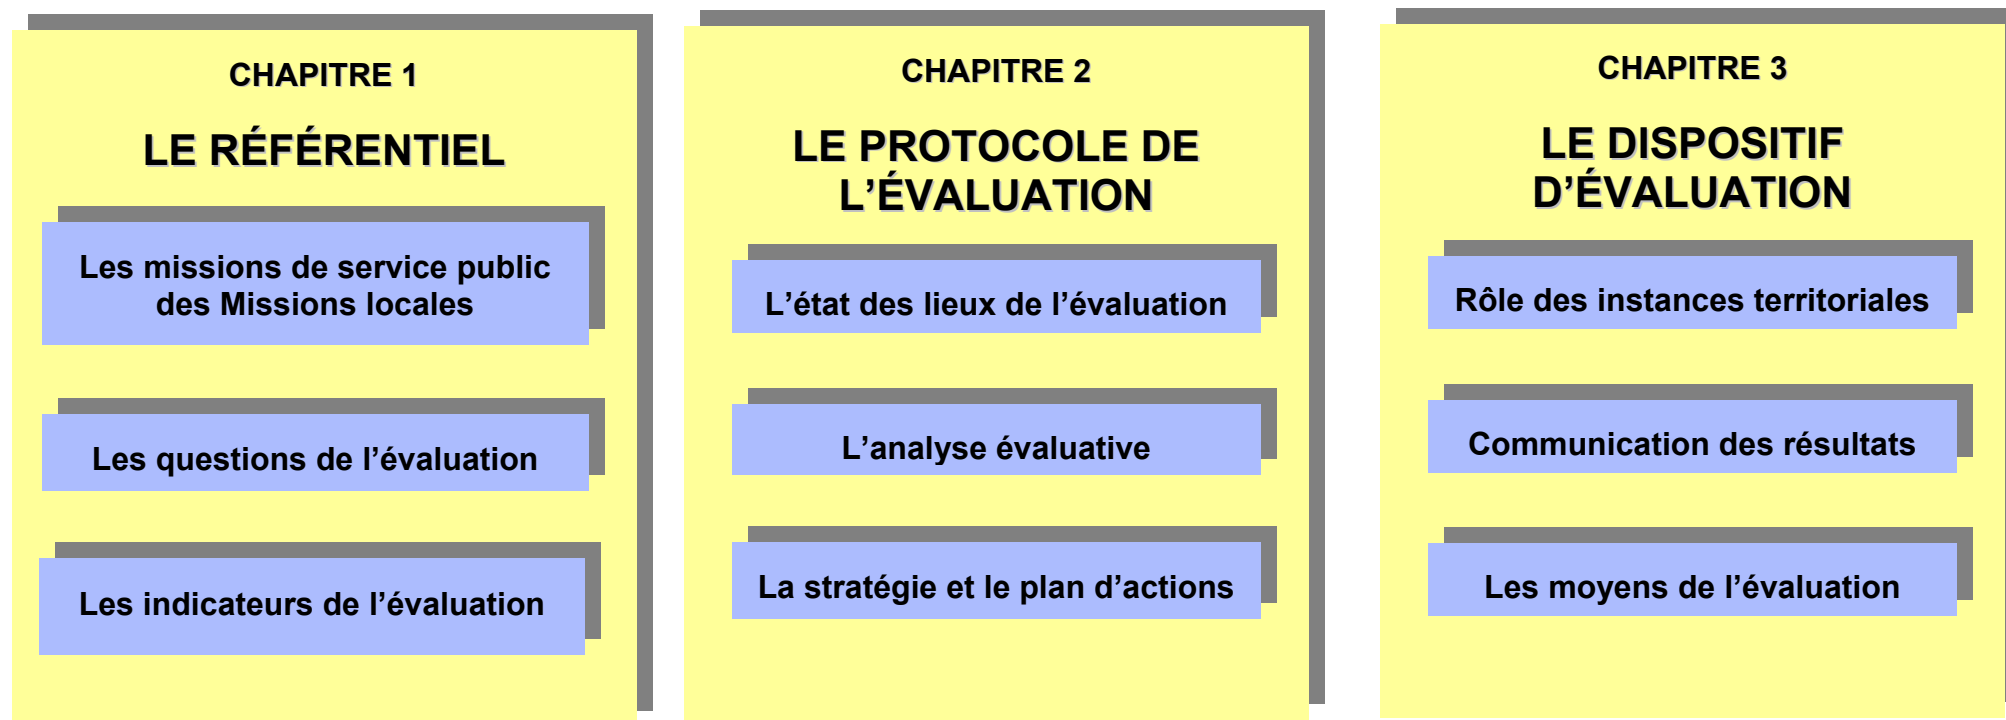 CHAPITRE 1
LE RÉFÉRENTIEL
Les missions de service public
des Missions locales
Les questions de l’évaluation
Les indicateurs de l’évaluation
CHAPITRE 2
LE PROTOCOLE DE
L’ÉVALUATION
L’état des lieux de l’évaluation
L’analyse évaluative
La stratégie et le plan d’actions
CHAPITRE 3
LE DISPOSITIF
D’ÉVALUATION
Rôle des instances territoriales
Communication des résultats
Les moyens de l’évaluation